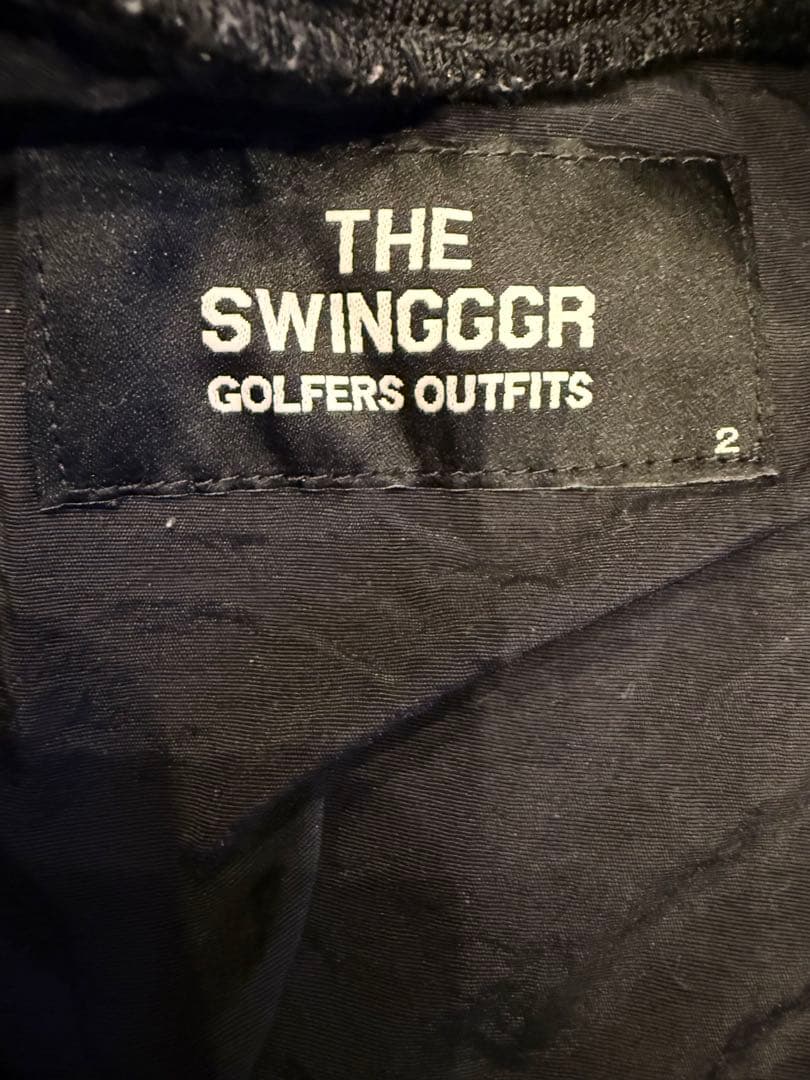 THE
SWINGGGR
GOLFERS OUTFITS
2